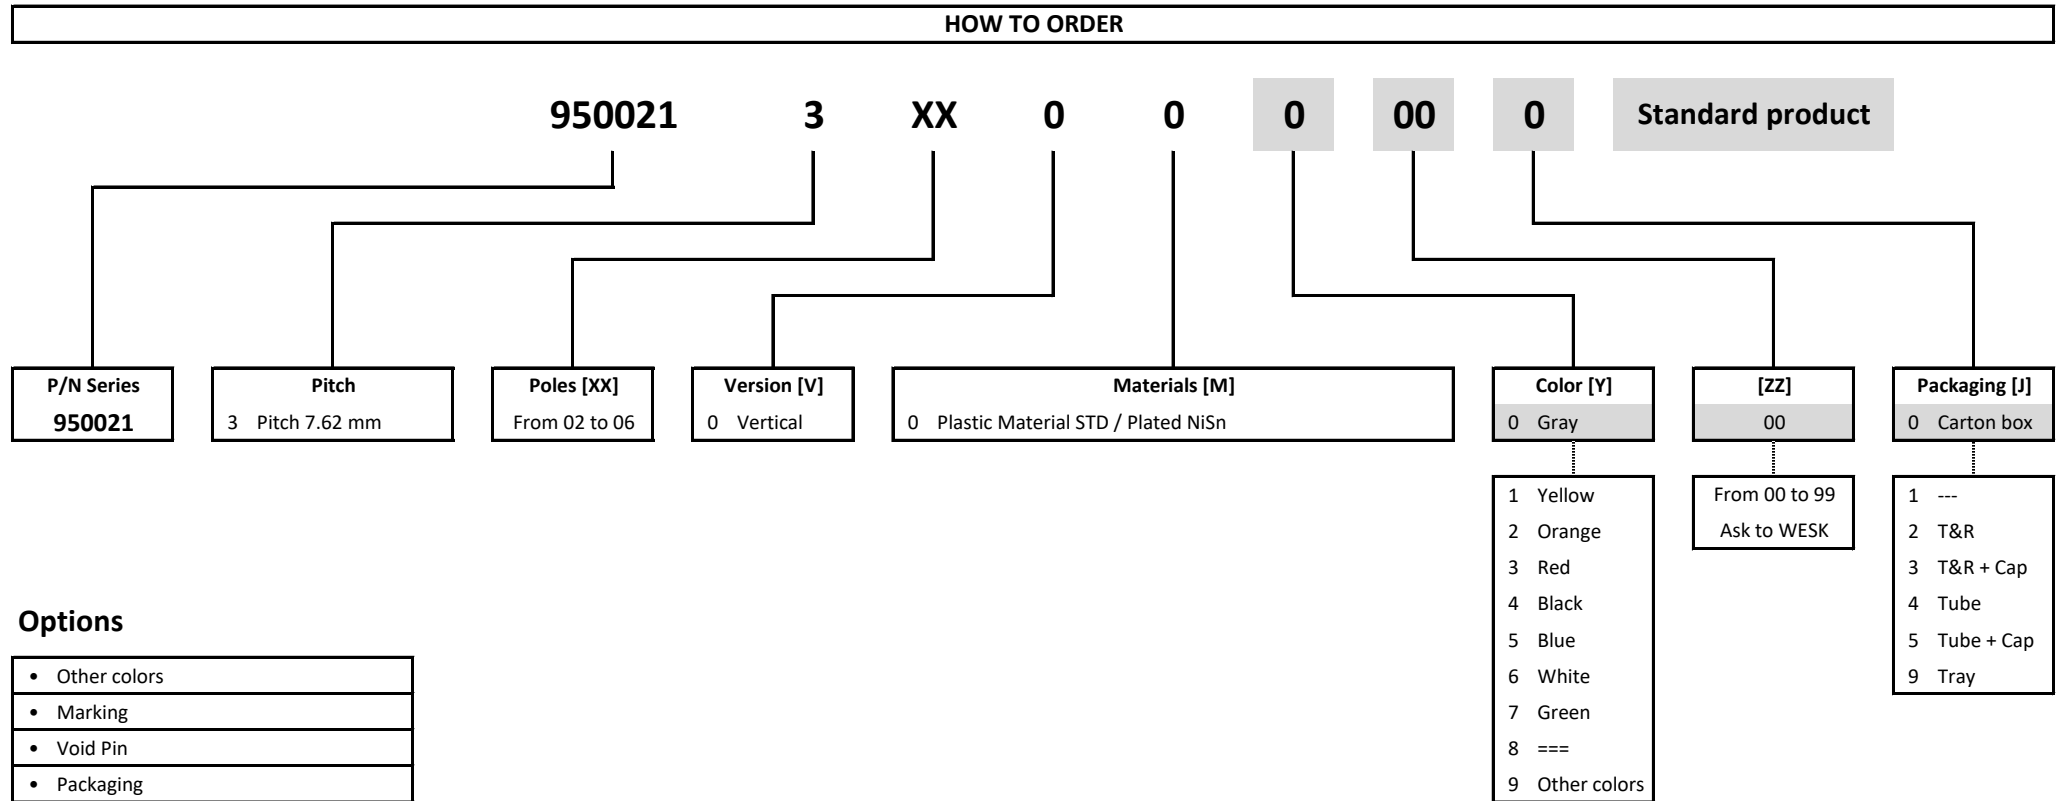 HOW TO ORDER
950021 3 XX 0 0 0 00 0 Standard product
P/N Series
950021
Pitch
3 Pitch 7.62 mm
Poles [XX]
From 02 to 06
Version [V]
0 Vertical
Materials [M]
0 Plastic Material STD / Plated NiSn
Color [Y]
0 Gray
1 Yellow
2 Orange
3 Red
4 Black
5 Blue
6 White
7 Green
8 ===
9 Other colors
[ZZ]
00
From 00 to 99
Ask to WESK
Packaging [J]
0 Carton box
1 ---
2 T&R
3 T&R + Cap
4 Tube
5 Tube + Cap
9 Tray
Options
• Other colors
• Marking
• Void Pin
• Packaging